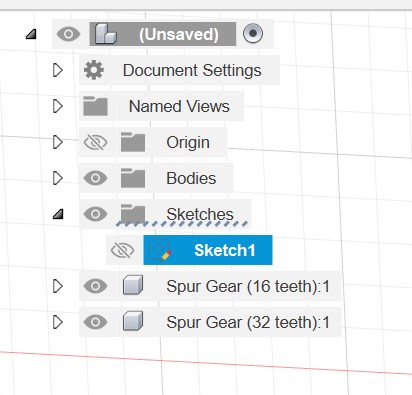 (Unsaved)
Document Settings
Named Views
Origin
Bodies
Sketches
Sketch1
Spur Gear (16 teeth):1
Spur Gear (32 teeth):1